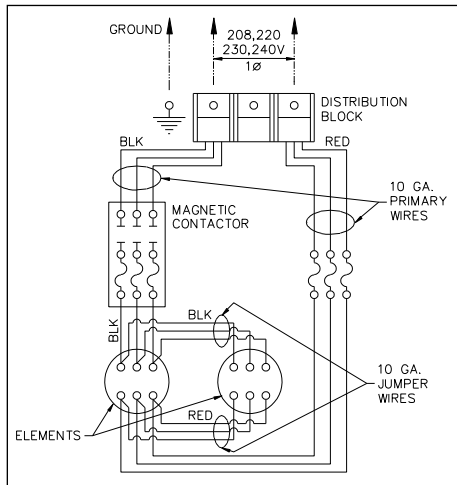 GROUND
208,220
230,240V
1Ø
DISTRIBUTION
BLOCK
BLK
RED
10 GA.
PRIMARY
WIRES
MAGNETIC
CONTACTOR
BLK
BLK
10 GA.
JUMPER
WIRES
RED
ELEMENTS